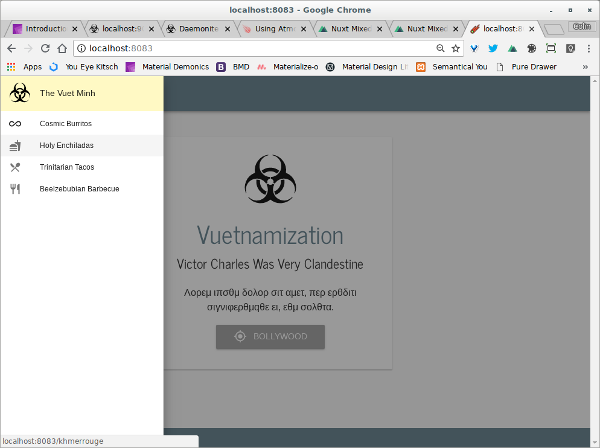 localhost:8083 - Google Chrome
Introductio
localhost:9
Daemonite
Using Atma
Nuxt Mixed
Nuxt Mixed
localhost:8
Colin
localhost:8083
Apps
You Eye Kitsch
Material Demonics
BMD
Materialize-o
Material Design Lit
Semantical You
Pure Drawer
The Vuet Minh
Cosmic Burritos
Holy Enchiladas
Trinitarian Tacos
Beelzebubian Barbecue
Vuetnamization
Victor Charles Was Very Clandestine
Λορεμ ιπσθμ δολορ σιτ αμετ, περ ερθδιτι
σιγνιφερθμqθε ει, εθμ σολθτα.
BOLLYWOOD
localhost:8083/khmerrouge